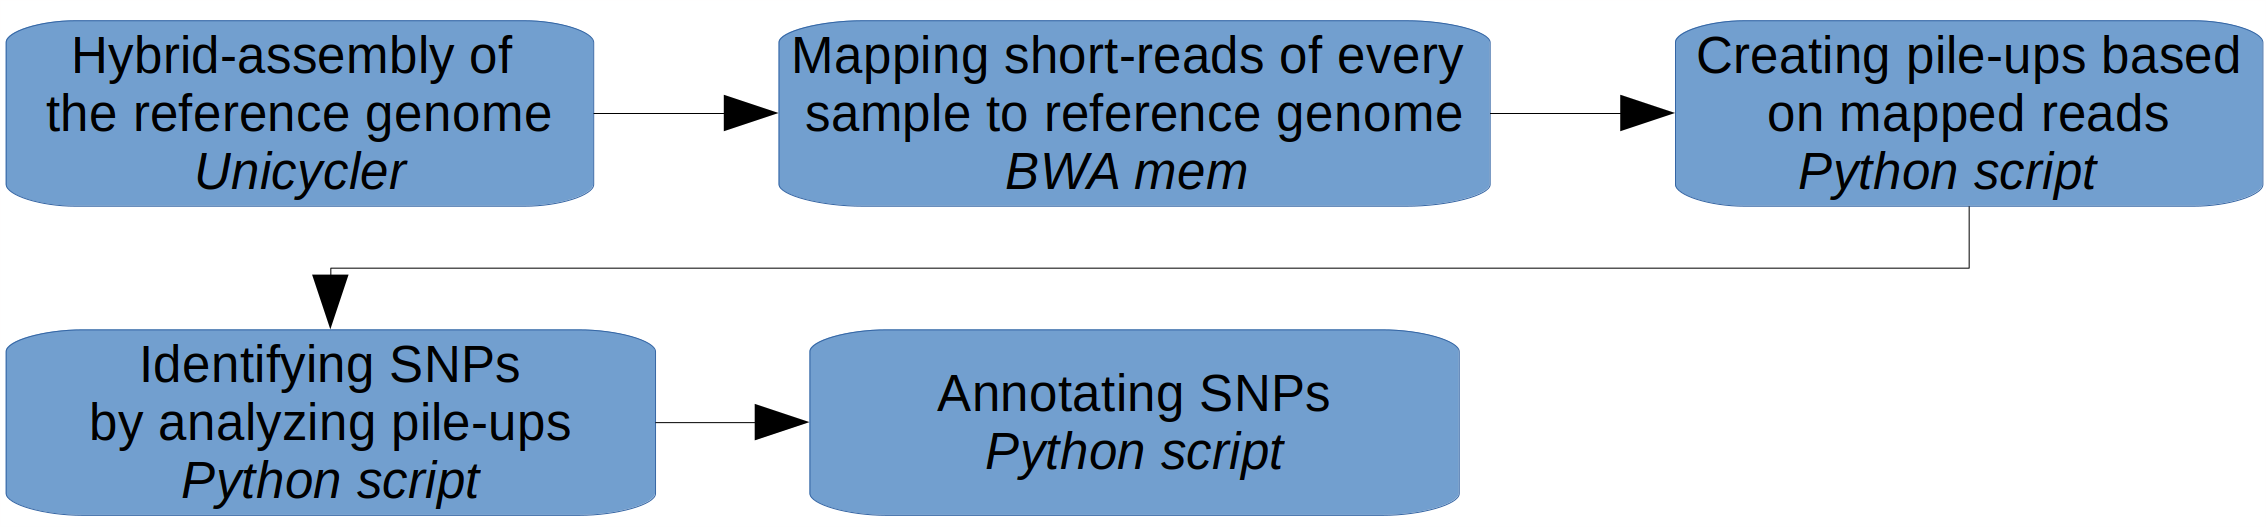 Hybrid-assembly of
the reference genome
Unicycler
Mapping short-reads of every
sample to reference genome
BWA mem
Creating pile-ups based
on mapped reads
Python script
Identifying SNPs
by analyzing pile-ups
Python script
Annotating SNPs
Python script